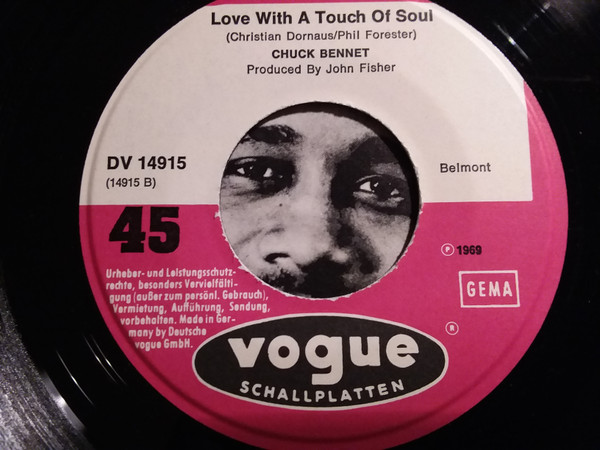 Love With A Touch Of Soul
(Christian Dornaus/Phil Forester)
CHUCK BENNET
Produced By John Fisher
DV 14915
(14915 B)
Belmont
45
℗ 1969
GEMA
Urheber- und Leistungsschutz-
rechte, besonders Vervielfälti-
gung (außer zum persönl. Gebrauch),
Vermietung, Aufführung, Sendung,
vorbehalten. Made in Ger-
many by Deutsche
vogue GmbH.
®
vogue
SCHALLPLATTEN